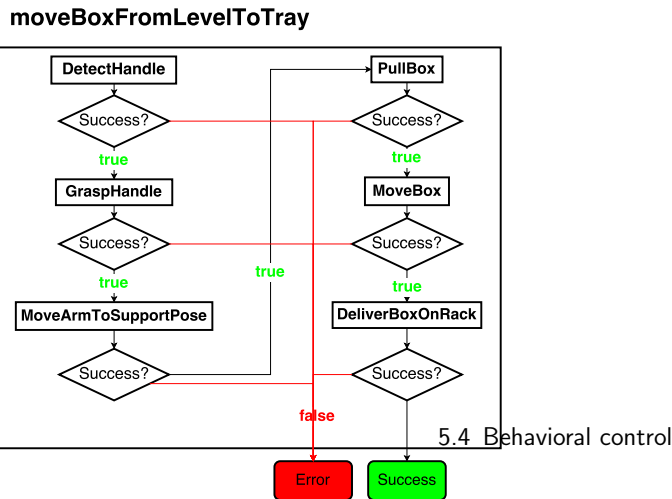 moveBoxFromLevelToTray
DetectHandle
Success?
true
GraspHandle
Success?
true
MoveArmToSupportPose
Success?
true
PullBox
Success?
true
MoveBox
Success?
true
DeliverBoxOnRack
Success?
false
5.4 Behavioral control
Error
Success